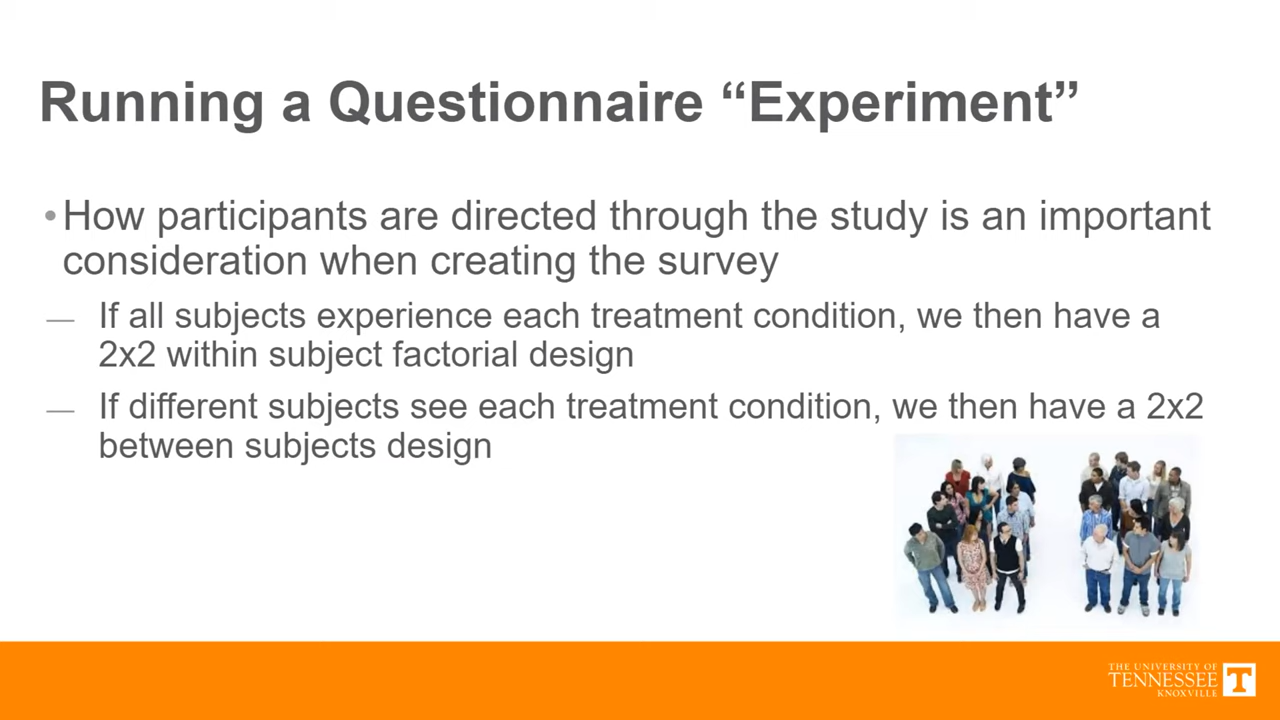 Running a Questionnaire “Experiment”
•How participants are directed through the study is an important
consideration when creating the survey
— If all subjects experience each treatment condition, we then have a
2x2 within subject factorial design
— If different subjects see each treatment condition, we then have a 2x2
between subjects design
THE UNIVERSITY OF
TENNESSEE
KNOXVILLE
T